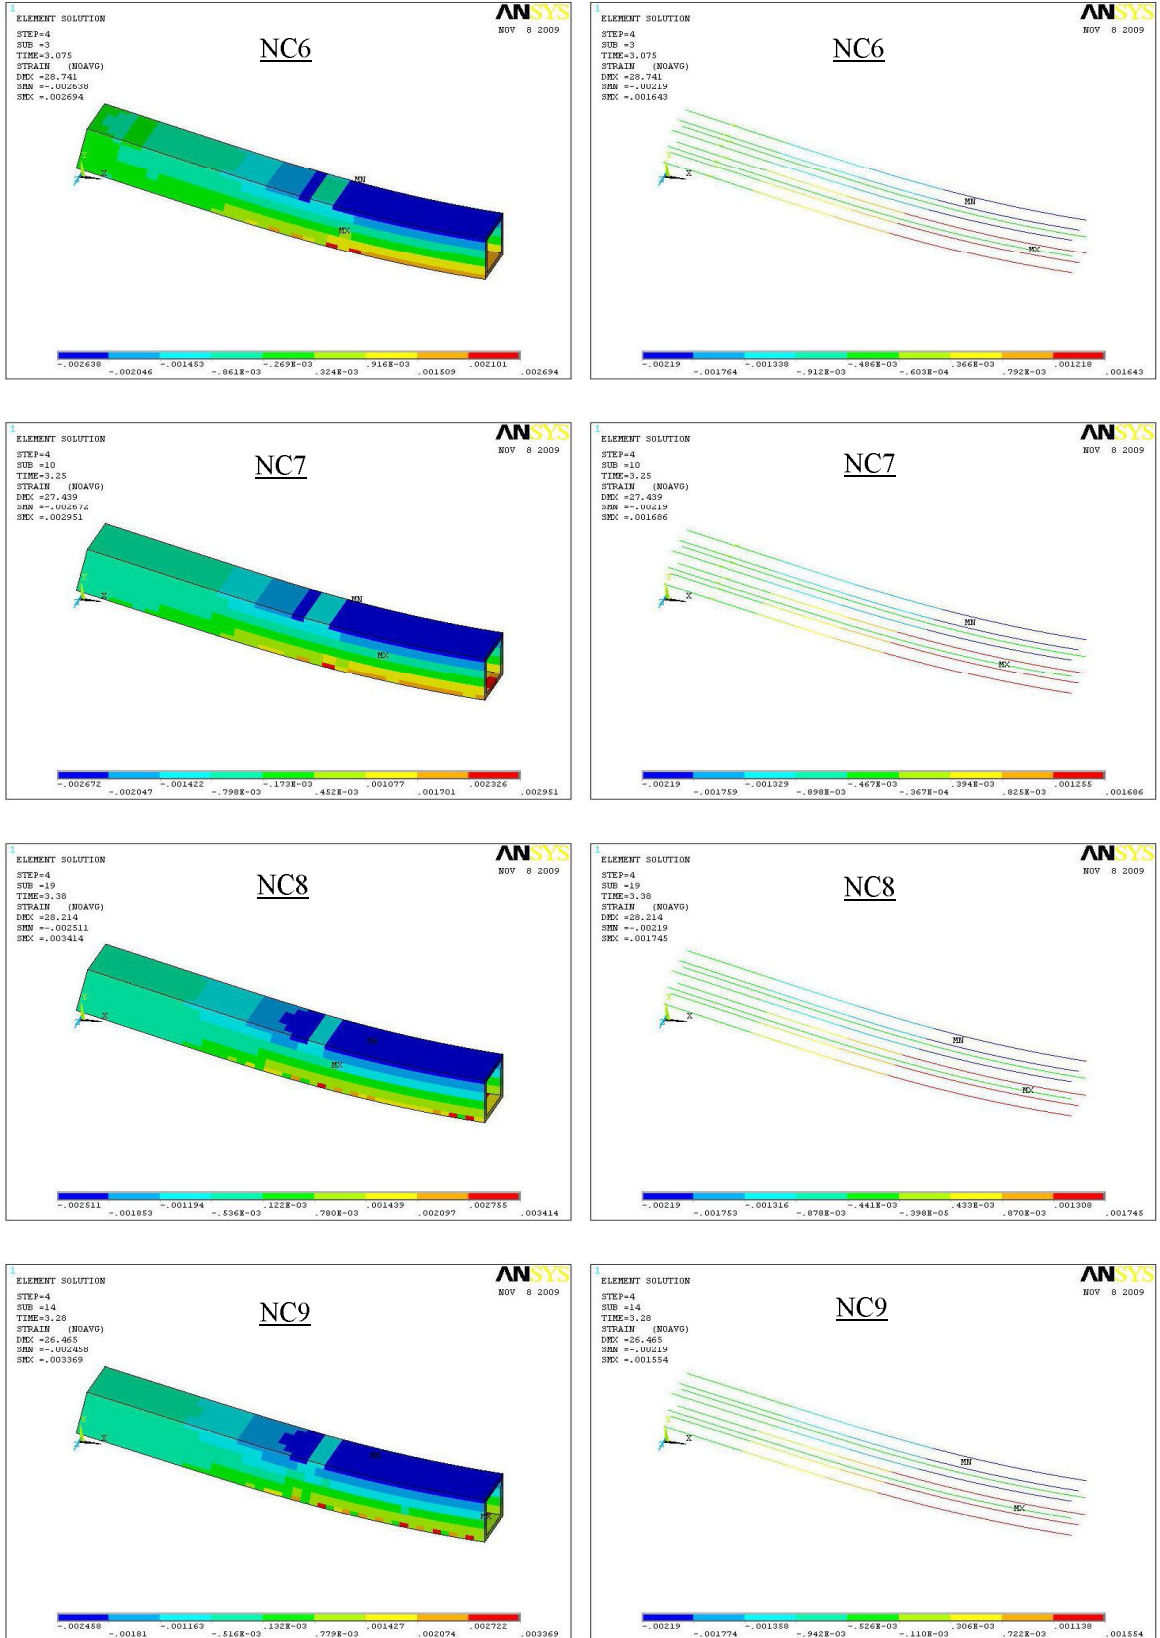 1
ANSYS
ELEMENT SOLUTION
NOV 8 2009
STEP=4
SUB =3
TIME=3.075
STRAIN (NOAVG)
DMX =28.741
SMN =-.002638
SMX =.002694
NC6
MN
MX
X
Y
Z
-.002638 -.001453 -.269E-03 .916E-03 .002101
-.002046 -.861E-03 .324E-03 .001509 .002694
1
ANSYS
ELEMENT SOLUTION
NOV 8 2009
STEP=4
SUB =3
TIME=3.075
STRAIN (NOAVG)
DMX =28.741
SMN =-.00219
SMX =.001643
NC6
MN
MX
X
Y
Z
-.00219 -.001338 -.486E-03 .366E-03 .001218
-.001764 -.912E-03 -.603E-04 .792E-03 .001643
1
ANSYS
ELEMENT SOLUTION
NOV 8 2009
STEP=4
SUB =10
TIME=3.25
STRAIN (NOAVG)
DMX =27.439
SMN =-.002672
SMX =.002951
NC7
MN
MX
X
Y
Z
-.002672 -.001422 -.173E-03 .001077 .002326
-.002047 -.798E-03 .452E-03 .001701 .002951
1
ANSYS
ELEMENT SOLUTION
NOV 8 2009
STEP=4
SUB =10
TIME=3.25
STRAIN (NOAVG)
DMX =27.439
SMN =-.00219
SMX =.001686
NC7
MN
MX
X
Y
Z
-.00219 -.001329 -.467E-03 .394E-03 .001255
-.001759 -.898E-03 -.367E-04 .825E-03 .001686
1
ANSYS
ELEMENT SOLUTION
NOV 8 2009
STEP=4
SUB =19
TIME=3.38
STRAIN (NOAVG)
DMX =28.214
SMN =-.002511
SMX =.003414
NC8
MN
MX
X
Y
Z
-.002511 -.001194 .122E-03 .001439 .002755
-.001853 -.536E-03 .780E-03 .002097 .003414
1
ANSYS
ELEMENT SOLUTION
NOV 8 2009
STEP=4
SUB =19
TIME=3.38
STRAIN (NOAVG)
DMX =28.214
SMN =-.00219
SMX =.001745
NC8
MN
MX
X
Y
Z
-.00219 -.001316 -.441E-03 .433E-03 .001308
-.001753 -.878E-03 -.398E-05 .870E-03 .001745
1
ANSYS
ELEMENT SOLUTION
NOV 8 2009
STEP=4
SUB =14
TIME=3.28
STRAIN (NOAVG)
DMX =26.465
SMN =-.002458
SMX =.003369
NC9
MN
MX
X
Y
Z
-.002458 -.001163 .132E-03 .001427 .002722
-.00181 -.516E-03 .779E-03 .002074 .003369
1
ANSYS
ELEMENT SOLUTION
NOV 8 2009
STEP=4
SUB =14
TIME=3.28
STRAIN (NOAVG)
DMX =26.465
SMN =-.00219
SMX =.001554
NC9
MN
MX
X
Y
Z
-.00219 -.001358 -.526E-03 .306E-03 .001138
-.001774 -.942E-03 -.110E-03 .722E-03 .001554